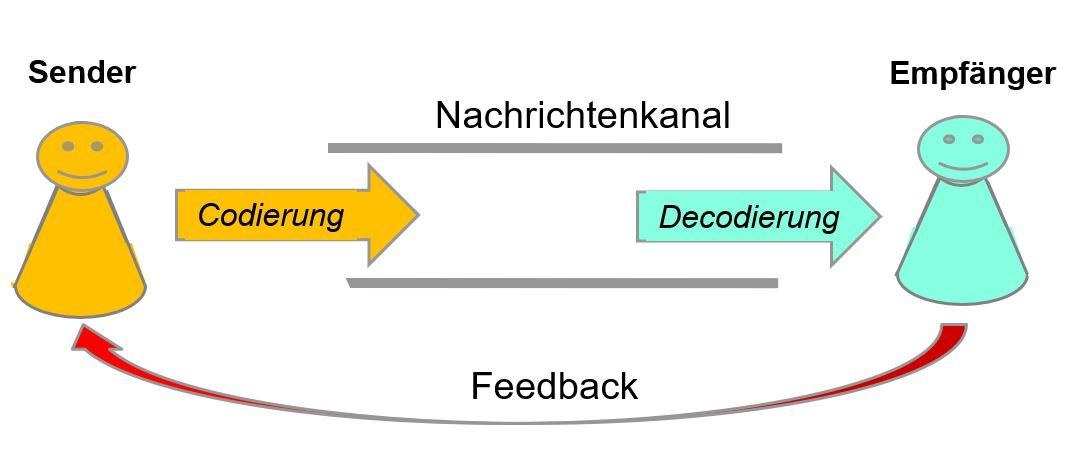 Sender
Empfänger
Nachrichtenkanal
Codierung
Decodierung
Feedback